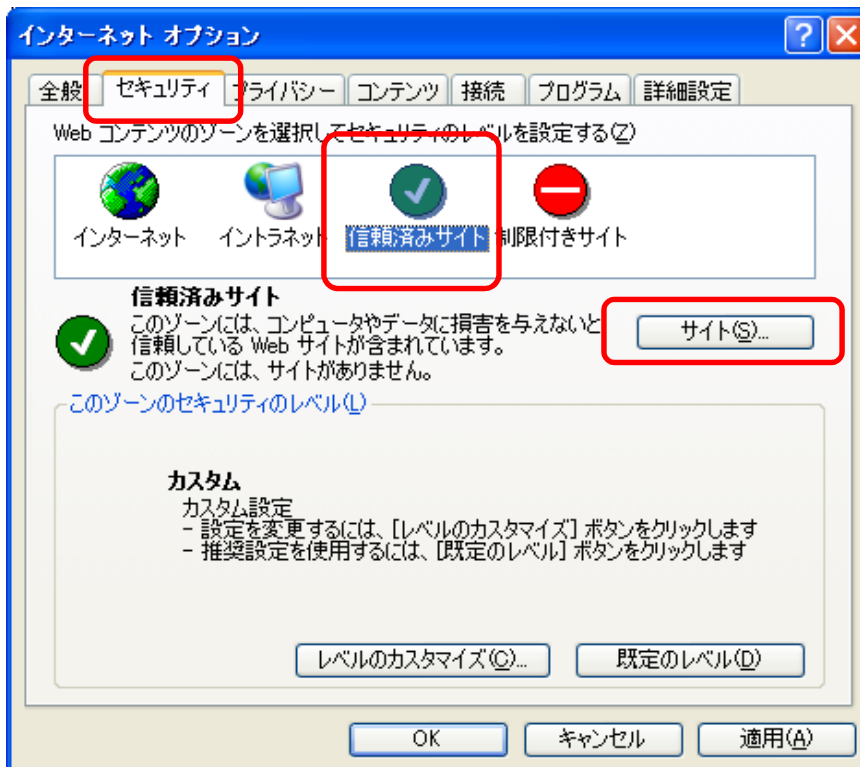 インターネット オプション
全般 セキュリティ プライバシー コンテンツ 接続 プログラム 詳細設定
Web コンテンツのゾーンを選択してセキュリティのレベルを設定する(Z)
インターネット イントラネット 信頼済みサイト 制限付きサイト
信頼済みサイト
このゾーンには、コンピュータやデータに損害を与えないと
信頼している Web サイトが含まれています。
このゾーンには、サイトがありません。
サイト(S)...
このゾーンのセキュリティのレベル(L)
カスタム
カスタム設定
- 設定を変更するには、[レベルのカスタマイズ] ボタンをクリックします
- 推奨設定を使用するには、[既定のレベル] ボタンをクリックします
レベルのカスタマイズ(C)... 既定のレベル(D)
OK キャンセル 適用(A)